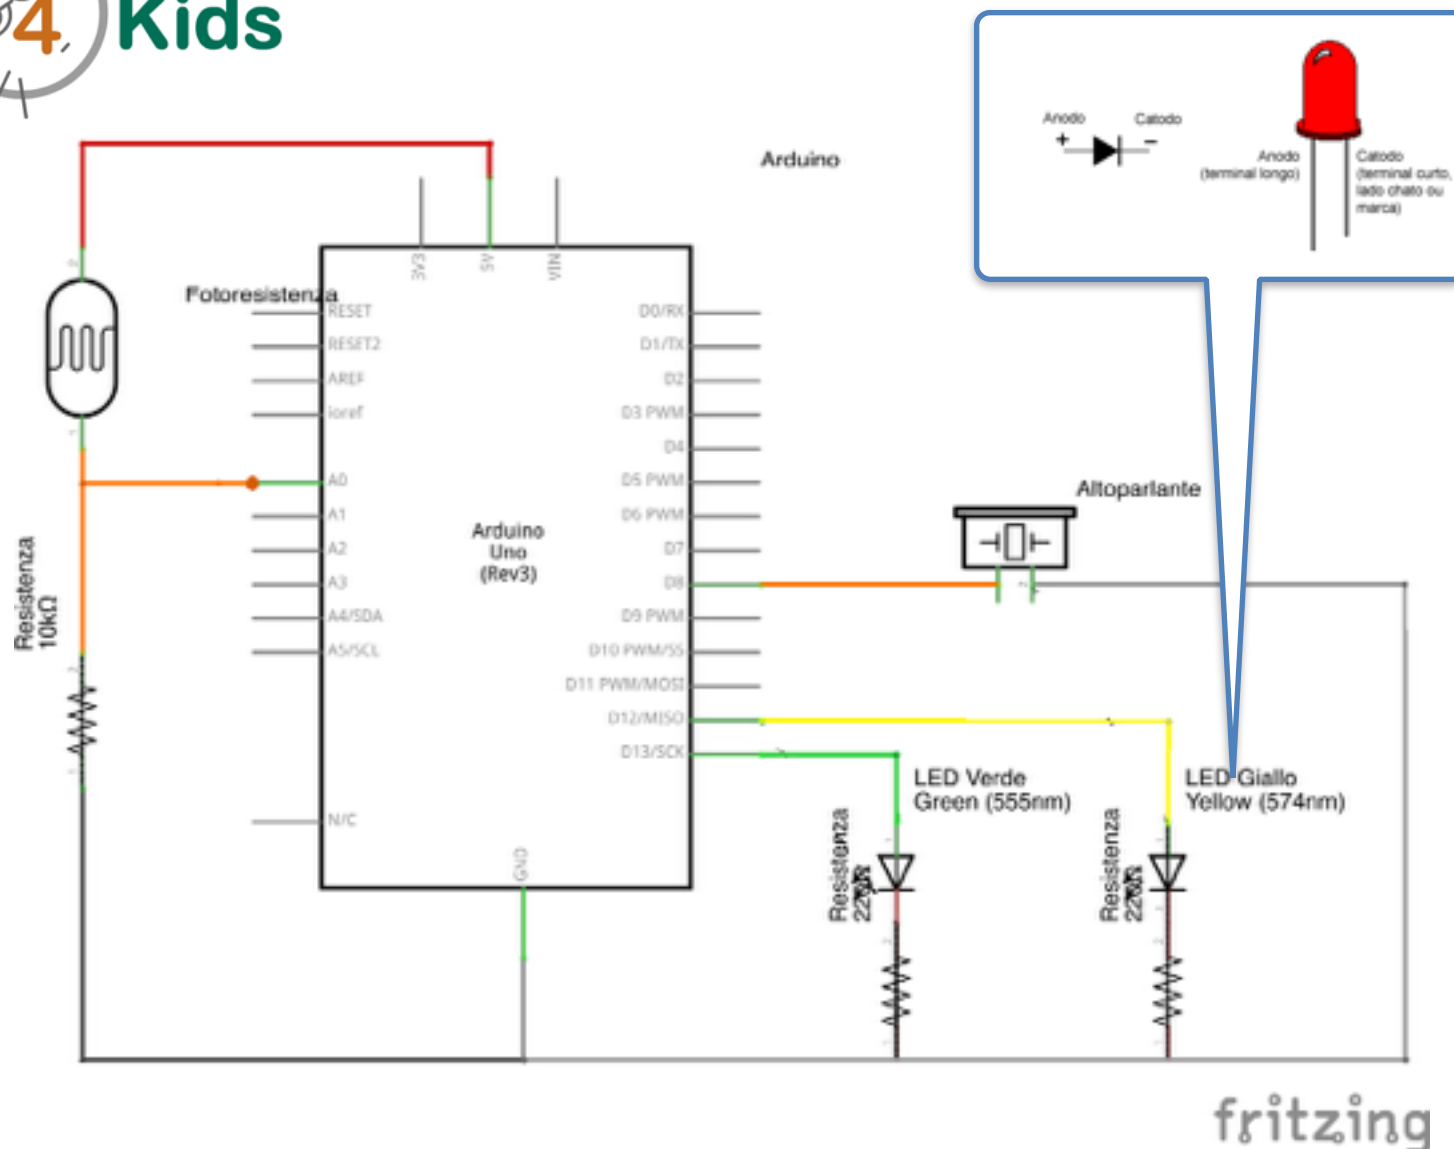 4 Kids
Anodo
Catodo
+
−
Anodo
(terminal longo)
Catodo
(terminal curto,
lado chato ou
marca)
Arduino
3V3
5V
VIN
Fotoresistenza
RESET
RESET2
AREF
ioref
A0
A1
A2
A3
A4/SDA
A5/SCL
N/C
GND
D0/RX
D1/TX
D2
D3 PWM
D4
D5 PWM
D6 PWM
D7
D8
D9 PWM
D10 PWM/SS
D11 PWM/MOSI
D12/MISO
D13/SCK
Arduino
Uno
(Rev3)
Altoparlante
Resistenza
10kΩ
LED Verde
Green (555nm)
LED Giallo
Yellow (574nm)
Resistenza
Resistenza
fritzing